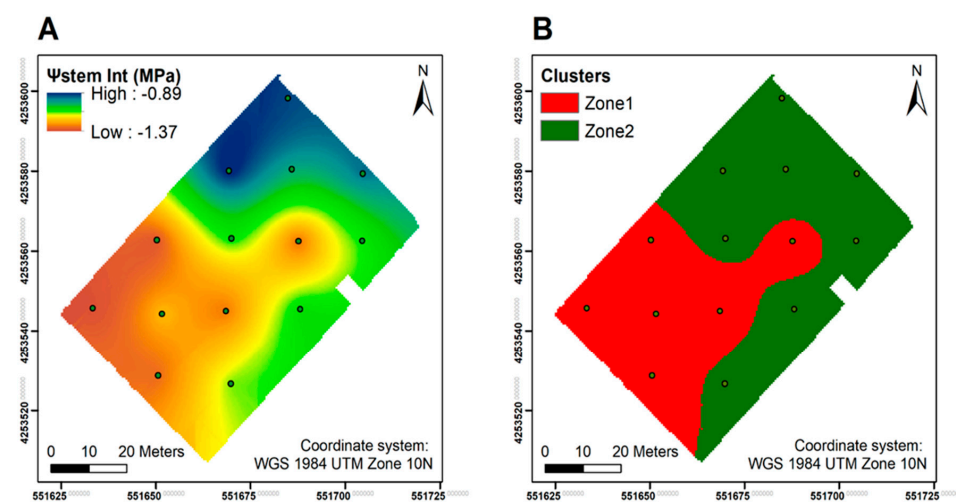 A
Ψstem Int (MPa)
High : -0.89
Low : -1.37
N
4253600
4253580
4253560
4253540
4253520
0 10 20 Meters
Coordinate system:
WGS 1984 UTM Zone 10N
551625 551650 551675 551700 551725
B
Clusters
Zone1
Zone2
N
4253600
4253580
4253560
4253540
4253520
0 10 20 Meters
Coordinate system:
WGS 1984 UTM Zone 10N
551625 551650 551675 551700 551725